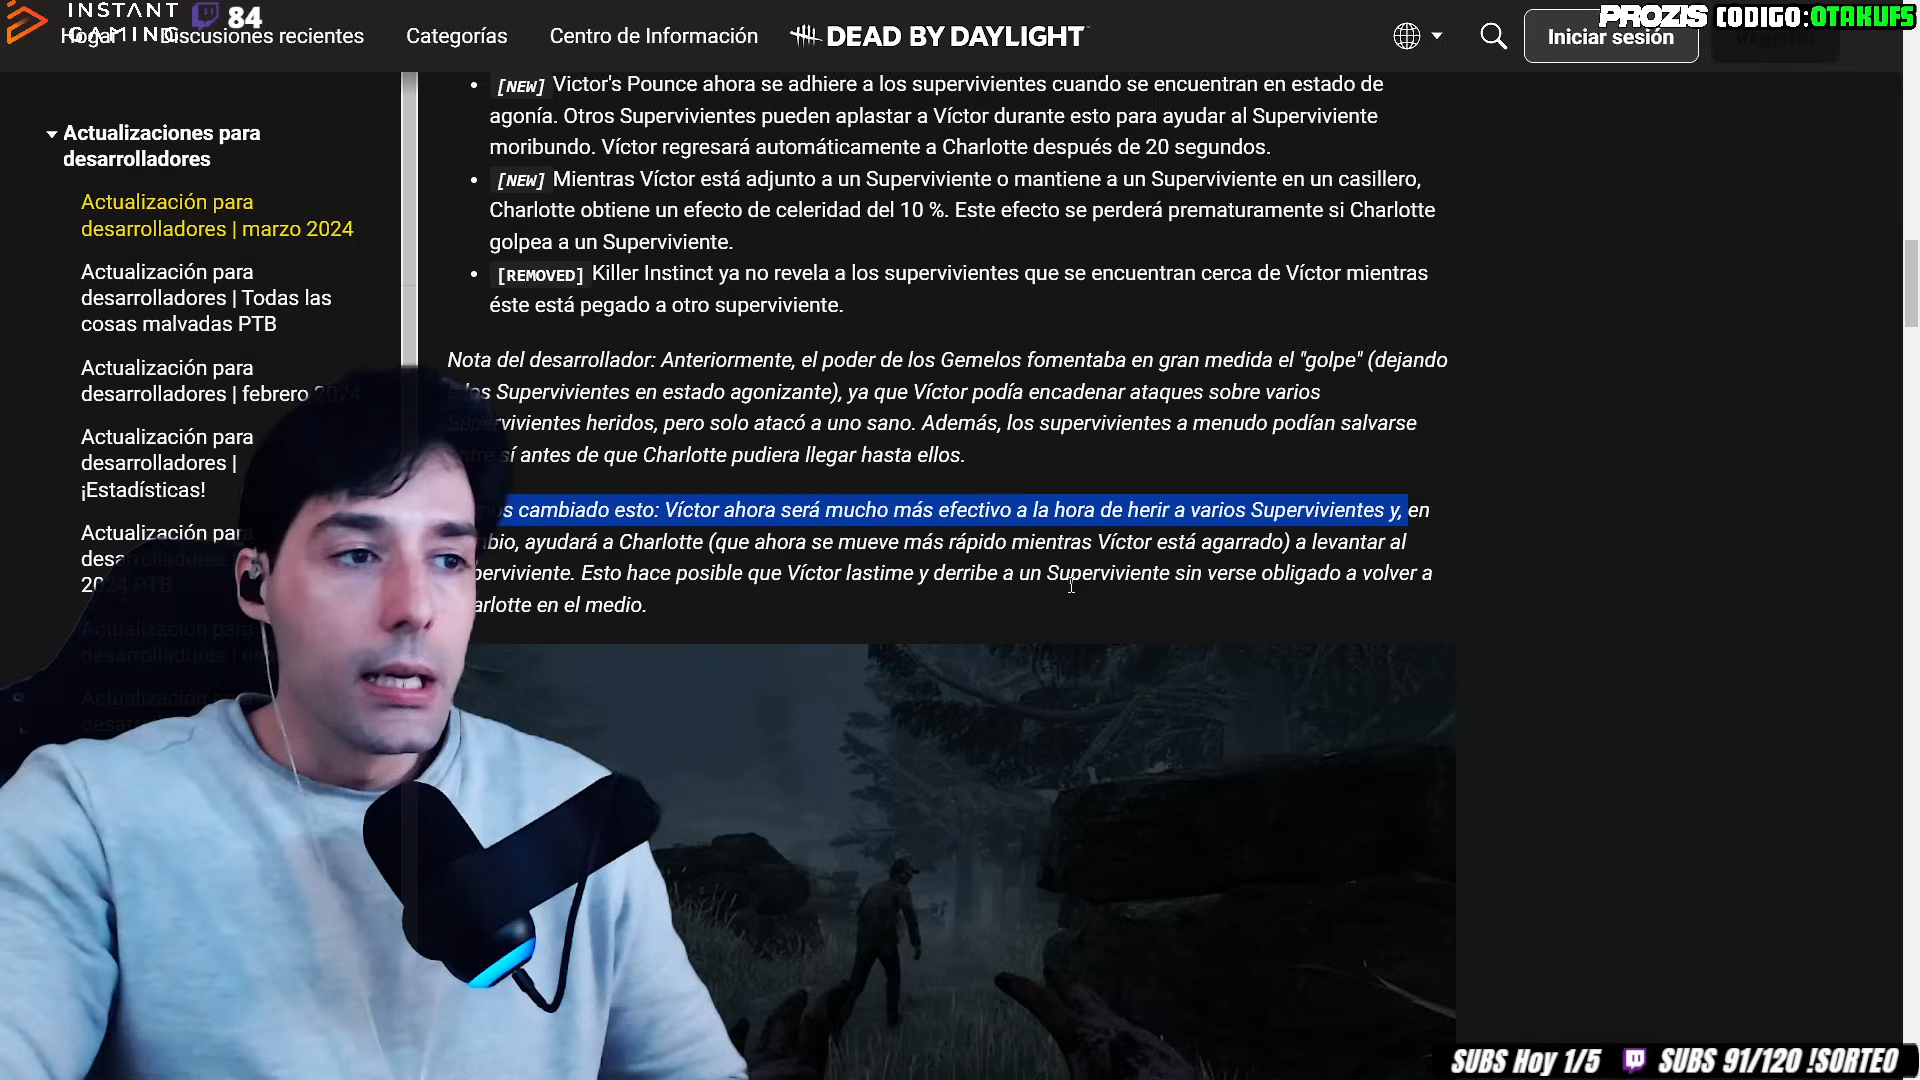 INSTANT GAMING
84
PROZIS CODIGO:OTAKUFS
Hogar Discusiones recientes Categorías Centro de Información DEAD BY DAYLIGHT Iniciar sesión
Actualizaciones para
desarrolladores
Actualización para
desarrolladores | marzo 2024
Actualización para
desarrolladores | Todas las
cosas malvadas PTB
Actualización para
desarrolladores | febrero 2024
Actualización para
desarrolladores |
¡Estadísticas!
Actualización para
Actualización
desarrolladores
Actualización
[NEW] Victor's Pounce ahora se adhiere a los supervivientes cuando se encuentran en estado de
agonía. Otros Supervivientes pueden aplastar a Víctor durante esto para ayudar al Superviviente
moribundo. Víctor regresará automáticamente a Charlotte después de 20 segundos.
[NEW] Mientras Víctor está adjunto a un Superviviente o mantiene a un Superviviente en un casillero,
Charlotte obtiene un efecto de celeridad del 10 %. Este efecto se perderá prematuramente si Charlotte
golpea a un Superviviente.
[REMOVED] Killer Instinct ya no revela a los supervivientes que se encuentran cerca de Víctor mientras
éste está pegado a otro superviviente.
Nota del desarrollador: Anteriormente, el poder de los Gemelos fomentaba en gran medida el "golpe" (dejando
a los Supervivientes en estado agonizante), ya que Víctor podía encadenar ataques sobre varios
Supervivientes heridos, pero solo atacó a uno sano. Además, los supervivientes a menudo podían salvarse
entre sí antes de que Charlotte pudiera llegar hasta ellos.
cambiado esto: Víctor ahora será mucho más efectivo a la hora de herir a varios Supervivientes y, en
ayudará a Charlotte (que ahora se mueve más rápido mientras Víctor está agarrado) a levantar al
perviviente. Esto hace posible que Víctor lastime y derribe a un Superviviente sin verse obligado a volver a
arlotte en el medio.
SUBS Hoy 1/5 SUBS 91/120 !SORTEO